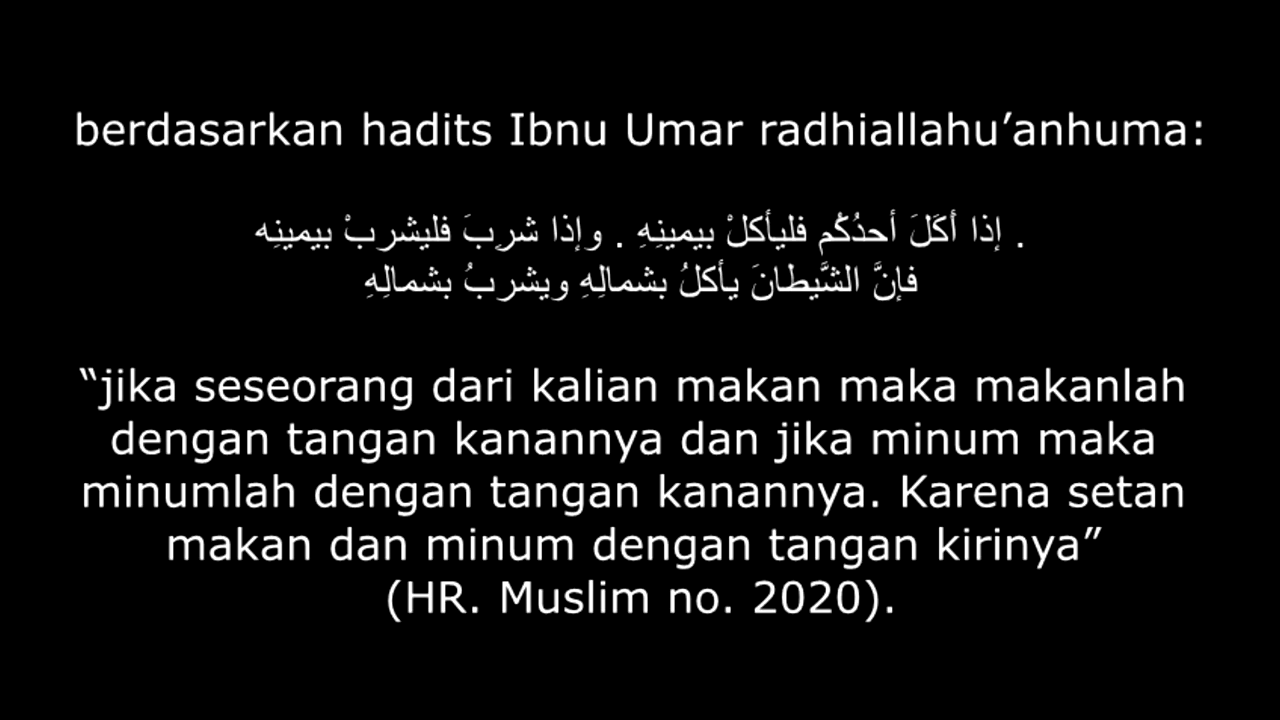 berdasarkan hadits Ibnu Umar radhiallahu’anhuma:
. إذا أَكَلَ أحدُكُم فليأكلْ بيمينِهِ . وإذا شرِبَ فليشربْ بيمينِه
فإنَّ الشَّيطانَ يأكلُ بشمالِهِ ويشربُ بشمالِهِ
“jika seseorang dari kalian makan maka makanlah
dengan tangan kanannya dan jika minum maka
minumlah dengan tangan kanannya. Karena setan
makan dan minum dengan tangan kirinya”
(HR. Muslim no. 2020).